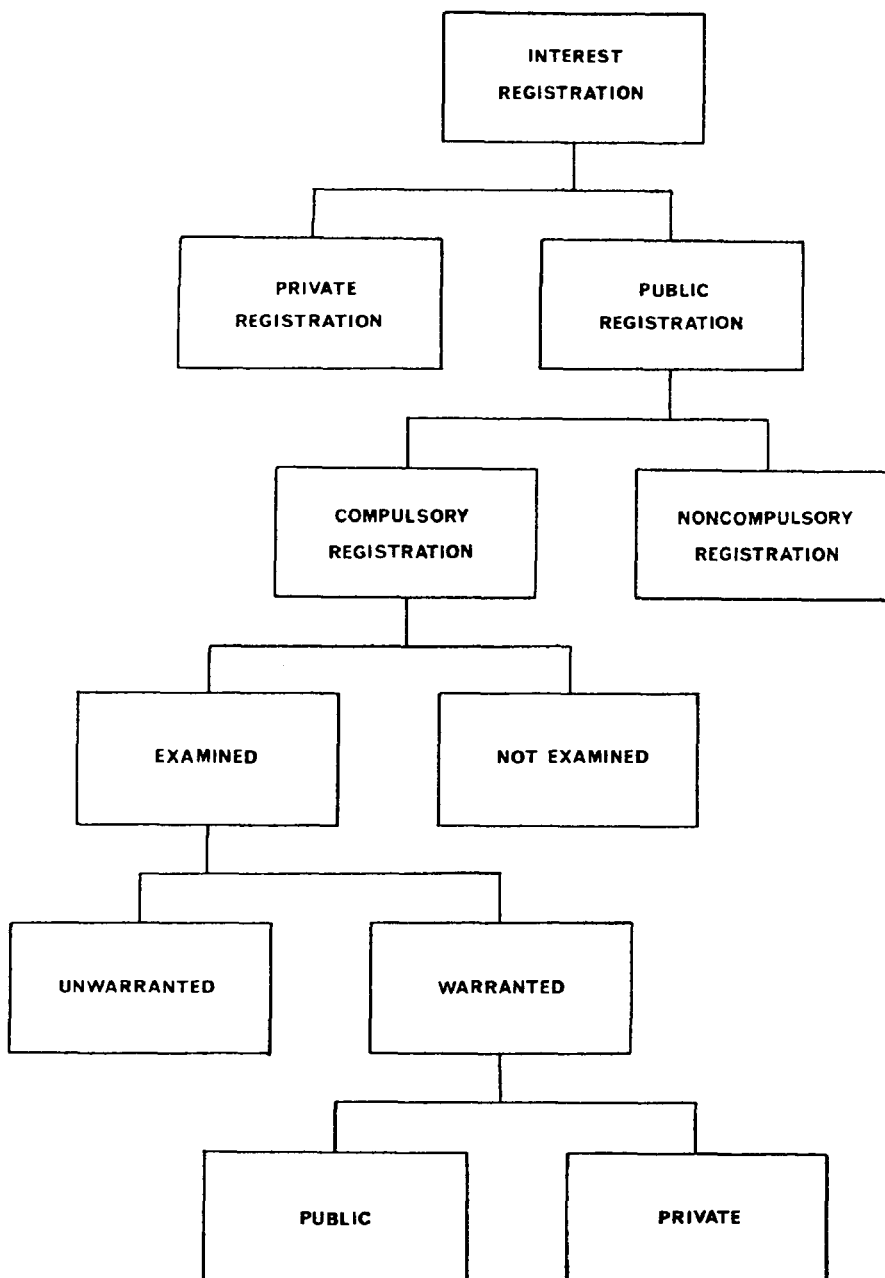 INTEREST
REGISTRATION
PRIVATE
REGISTRATION
PUBLIC
REGISTRATION
COMPULSORY
REGISTRATION
NONCOMPULSORY
REGISTRATION
EXAMINED
NOT EXAMINED
UNWARRANTED
WARRANTED
PUBLIC
PRIVATE